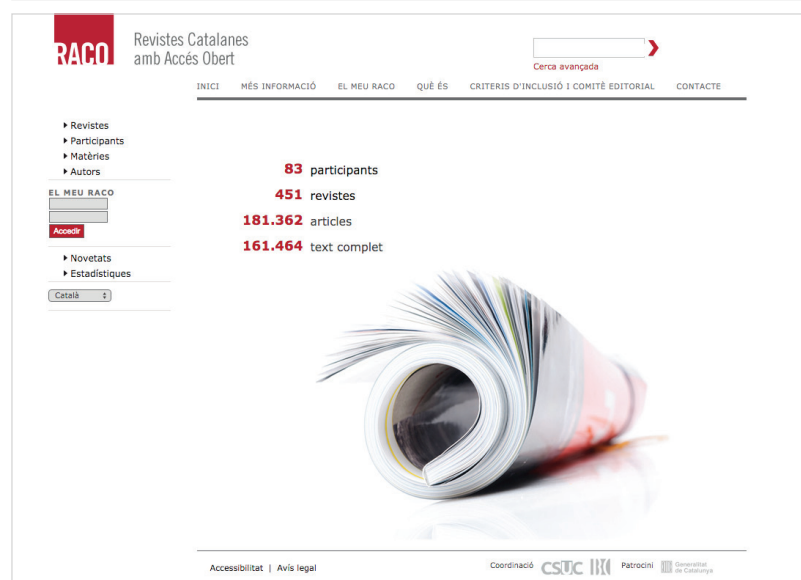 RACO
Revistes Catalanes
amb Accés Obert
Cerca avançada
INICI MÉS INFORMACIÓ EL MEU RACO QUÈ ÉS CRITERIS D'INCLUSIÓ I COMITÈ EDITORIAL CONTACTE
Revistes
Participants
Matèries
Autors
EL MEU RACO
Accedir
Novetats
Estadístiques
Català
83 participants
451 revistes
181.362 articles
161.464 text complet
Accessibilitat | Avís legal
Coordinació CSUC Patrocini Generalitat
de Catalunya